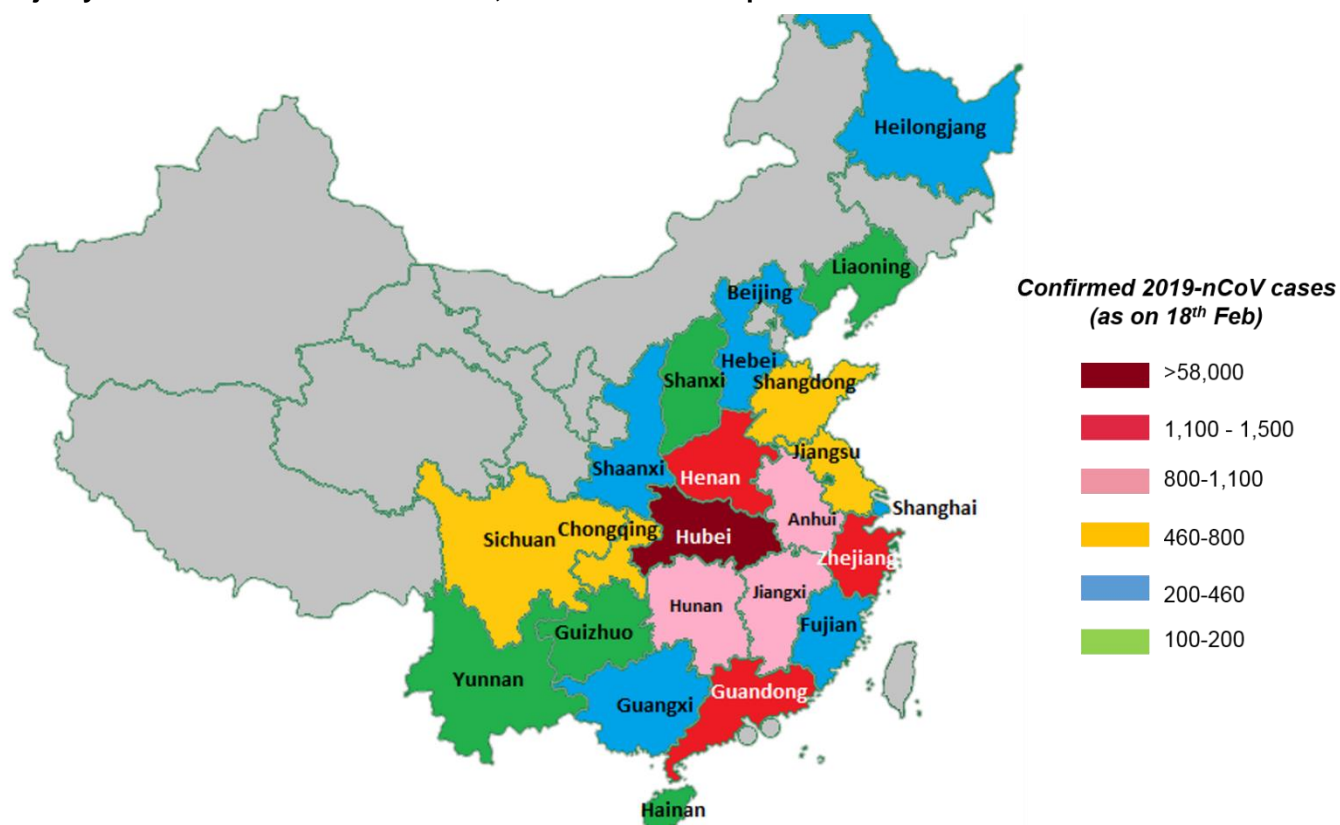 Heilongjang
Liaoning
Beijing
Hebei
Shanxi
Shangdong
Jiangsu
Shaanxi
Henan
Anhui
Shanghai
Sichuan
Chongqing
Hubei
Zhejiang
Hunan
Jiangxi
Guizhuo
Fujian
Yunnan
Guangxi
Guandong
Hainan
Confirmed 2019-nCoV cases
(as on 18th Feb)
>58,000
1,100 - 1,500
800-1,100
460-800
200-460
100-200